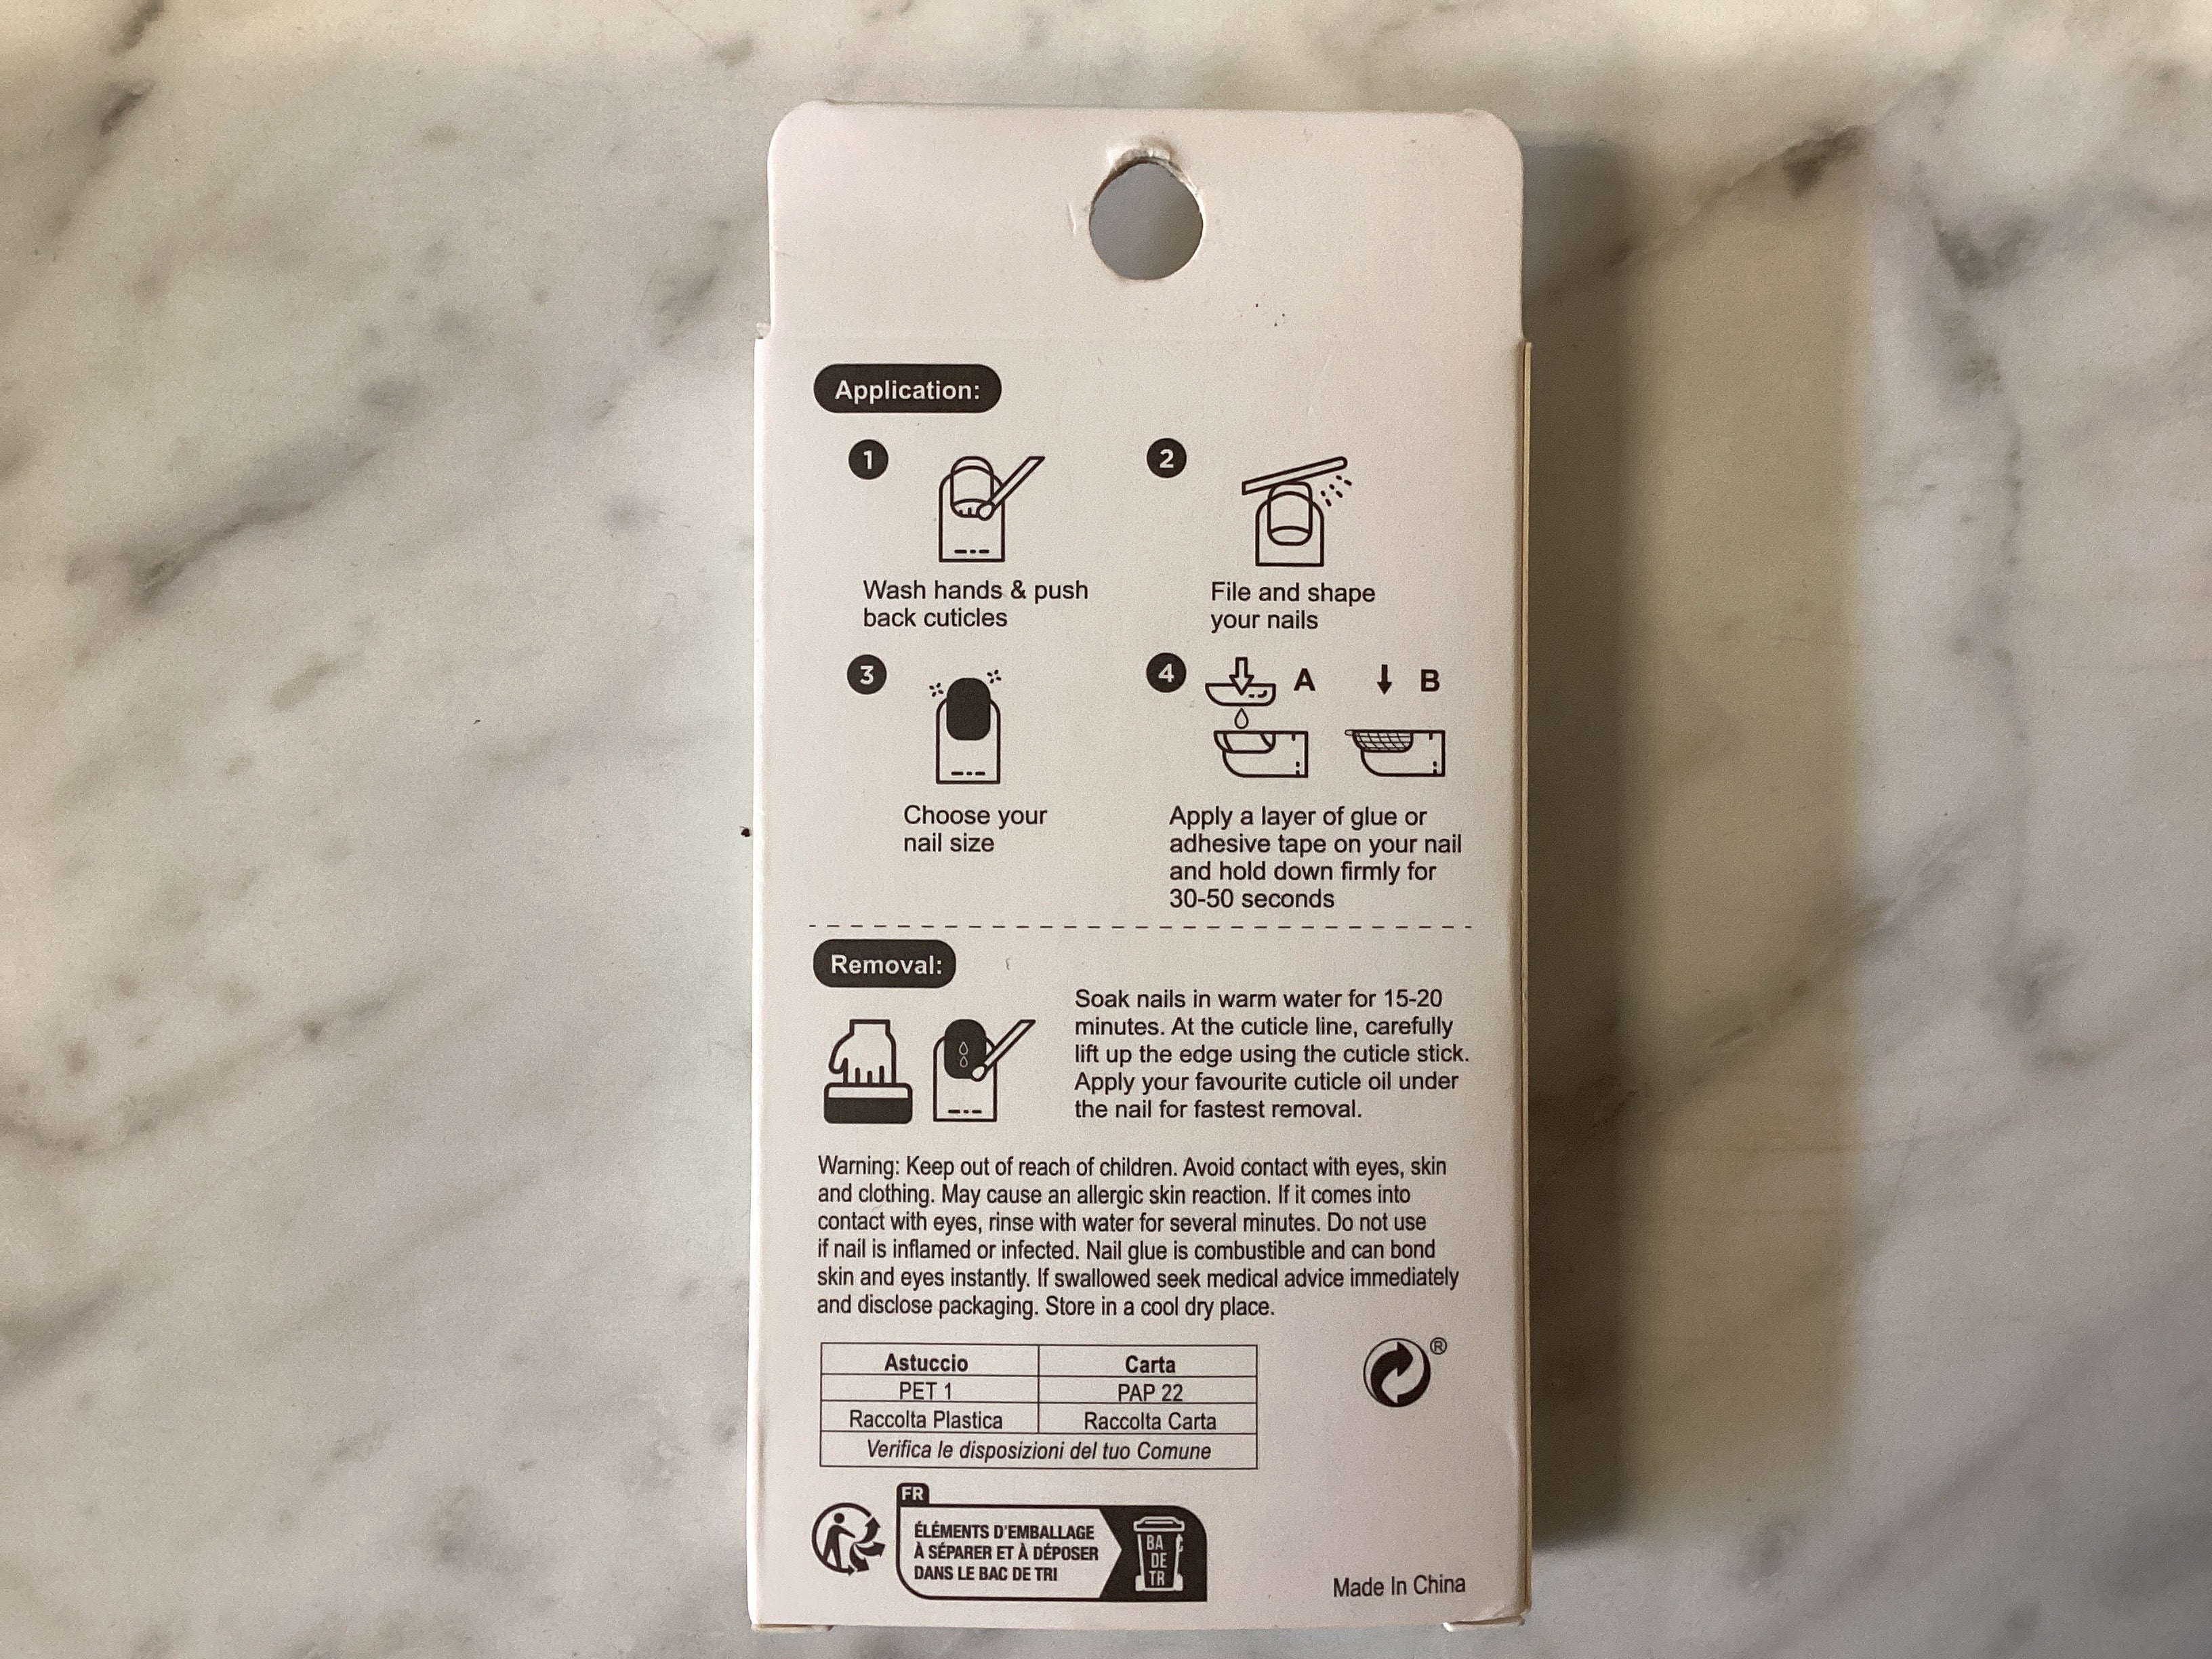 Application:
1
2
Wash hands & push
back cuticles
File and shape
your nails
3
4
A
B
Choose your
nail size
Apply a layer of glue or
adhesive tape on your nail
and hold down firmly for
30-50 seconds
Removal:
Soak nails in warm water for 15-20
minutes. At the cuticle line, carefully
lift up the edge using the cuticle stick.
Apply your favourite cuticle oil under
the nail for fastest removal.
Warning: Keep out of reach of children. Avoid contact with eyes, skin
and clothing. May cause an allergic skin reaction. If it comes into
contact with eyes, rinse with water for several minutes. Do not use
if nail is inflamed or infected. Nail glue is combustible and can bond
skin and eyes instantly. If swallowed seek medical advice immediately
and disclose packaging. Store in a cool dry place.
®
Astuccio Carta
PET 1 PAP 22
Raccolta Plastica Raccolta Carta
Verifica le disposizioni del tuo Comune
FR
ÉLÉMENTS D'EMBALLAGE
À SÉPARER ET À DÉPOSER
DANS LE BAC DE TRI
BA
DE
TR
Made In China